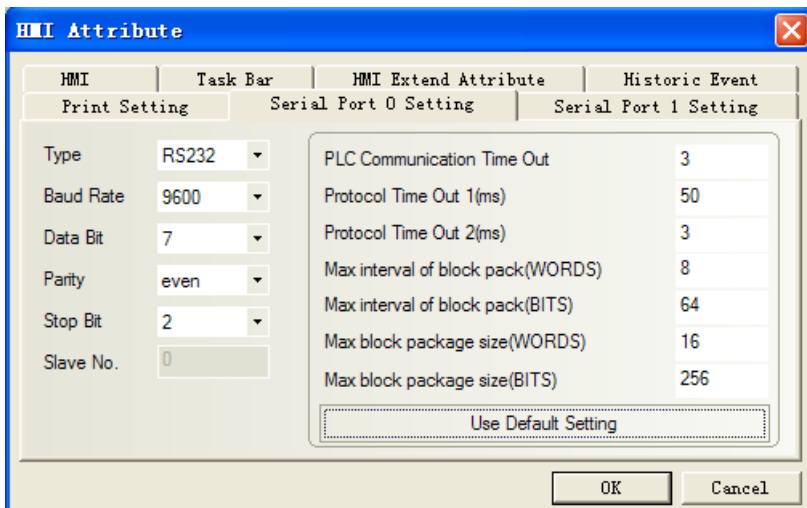 HMI Attribute
HMI Task Bar HMI Extend Attribute Historic Event
Print Setting Serial Port 0 Setting Serial Port 1 Setting
Type RS232
Baud Rate 9600
Data Bit 7
Parity even
Stop Bit 2
Slave No. 0
PLC Communication Time Out 3
Protocol Time Out 1(ms) 50
Protocol Time Out 2(ms) 3
Max interval of block pack(WORDS) 8
Max interval of block pack(BITS) 64
Max block package size(WORDS) 16
Max block package size(BITS) 256
Use Default Setting
OK Cancel